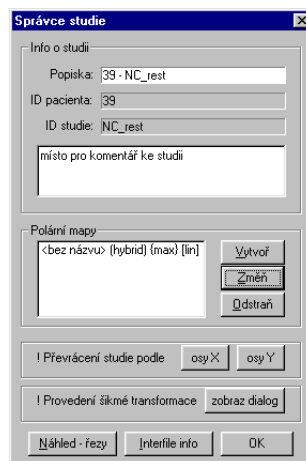 Správce studie
Info o studii
Popiska: 39 - NC_rest
ID pacienta: 39
ID studie: NC_rest
místo pro komentář ke studii
Polární mapy
<bez názvu> (hybrid) {max} [lin]
Vytvoř
Změň
Odstraň
! Převrácení studie podle osy X osy Y
! Provedení šikmé transformace zobraz dialog
Náhled - řezy Interfile info OK